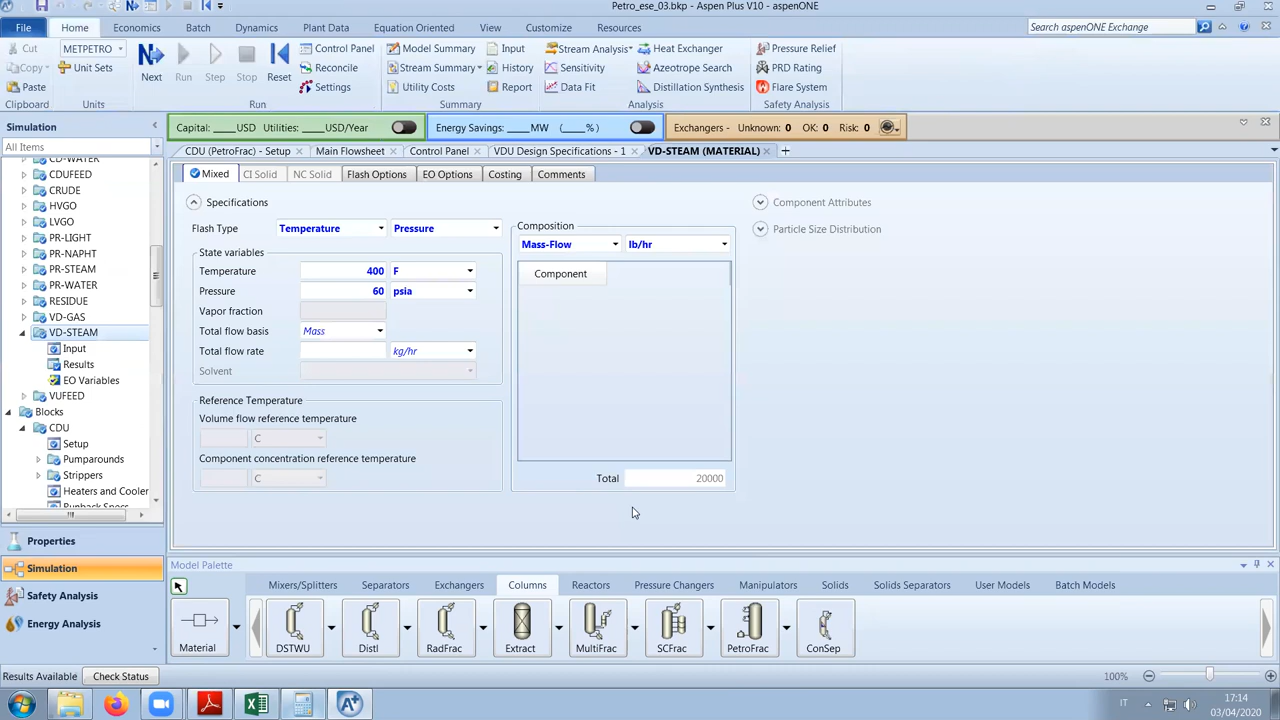 Petro_ese_03.bkp - Aspen Plus V10 - aspenONE
File Home Economics Batch Dynamics Plant Data Equation Oriented View Customize Resources Search aspenONE Exchange
Cut METPETRO Control Panel Model Summary Input Stream Analysis Heat Exchanger Pressure Relief
Copy Unit Sets Next Run Step Stop Reset Reconcile Stream Summary History Sensitivity Azeotrope Search PRD Rating
Paste Settings Utility Costs Report Data Fit Distillation Synthesis Flare System
Clipboard Units Run Summary Analysis Safety Analysis
Simulation Capital: ____USD Utilities: ____USD/Year Energy Savings: ____MW (____%) Exchangers - Unknown: 0 OK: 0 Risk: 0
All Items CDU (PetroFrac) - Setup Main Flowsheet Control Panel VDU Design Specifications - 1 VD-STEAM (MATERIAL) +
CD-WATER
CDUFEED
CRUDE
HVGO
LVGO
PR-LIGHT
PR-NAPHT
PR-STEAM
PR-WATER
RESIDUE
VD-GAS
VD-STEAM
Input
Results
EO Variables
VUFEED
Blocks
CDU
Setup
Pumparounds
Strippers
Heaters and Cooler
Runback Specs
Mixed CI Solid NC Solid Flash Options EO Options Costing Comments
Specifications
Flash Type Temperature Pressure
State variables
Temperature 400 F
Pressure 60 psia
Vapor fraction
Total flow basis Mass
Total flow rate kg/hr
Solvent
Reference Temperature
Volume flow reference temperature
C
Component concentration reference temperature
C
Composition
Mass-Flow lb/hr
Component
Total 20000
Component Attributes
Particle Size Distribution
Properties
Simulation
Safety Analysis
Energy Analysis
Model Palette
Mixers/Splitters Separators Exchangers Columns Reactors Pressure Changers Manipulators Solids Solids Separators User Models Batch Models
Material DSTWU Distl RadFrac Extract MultiFrac SCFrac PetroFrac ConSep
Results Available Check Status 100%
IT 17:14
03/04/2020